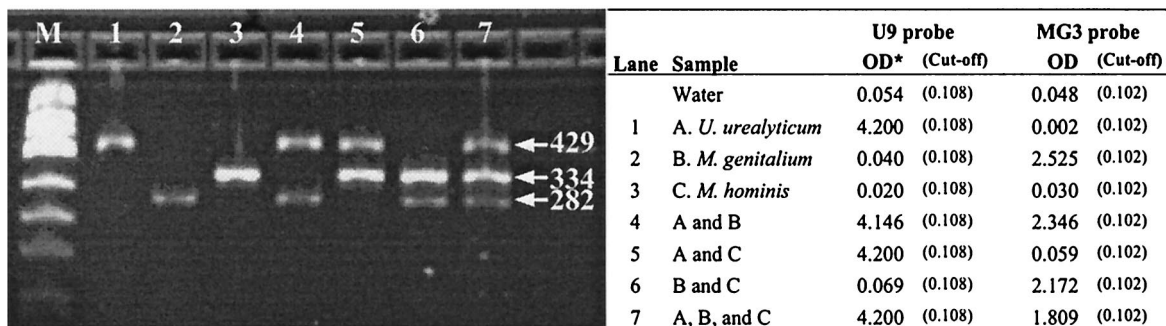 M 1 2 3 4 5 6 7
429
334
282
U9 probe MG3 probe
Lane Sample OD* (Cut-off) OD (Cut-off)
Water 0.054 (0.108) 0.048 (0.102)
1 A. U. urealyticum 4.200 (0.108) 0.002 (0.102)
2 B. M. genitalium 0.040 (0.108) 2.525 (0.102)
3 C. M. hominis 0.020 (0.108) 0.030 (0.102)
4 A and B 4.146 (0.108) 2.346 (0.102)
5 A and C 4.200 (0.108) 0.059 (0.102)
6 B and C 0.069 (0.108) 2.172 (0.102)
7 A, B, and C 4.200 (0.108) 1.809 (0.102)